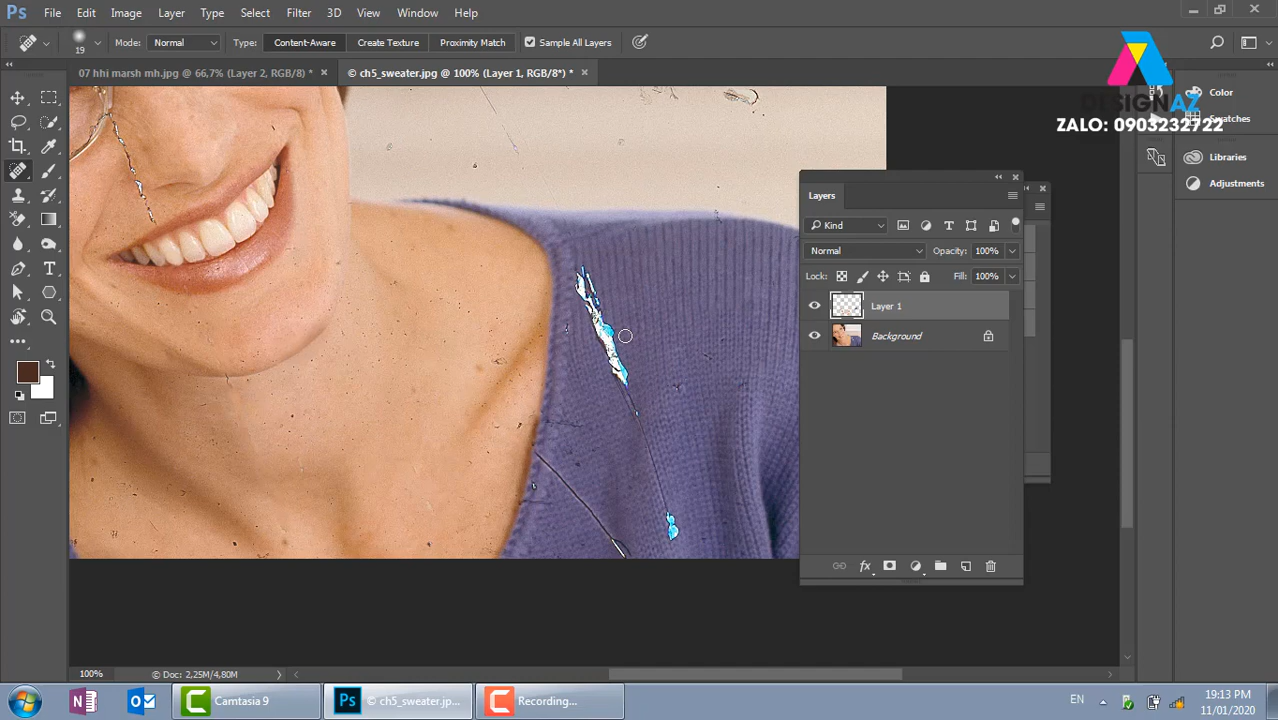 Ps File Edit Image Layer Type Select Filter 3D View Window Help
19 Mode: Normal Type: Content-Aware Create Texture Proximity Match Sample All Layers
07 hhi marsh mh.jpg @ 66,7% (Layer 2, RGB/8) * × © ch5_sweater.jpg @ 100% (Layer 1, RGB/8*) * ×
DESIGN AZ
ZALO: 0903232722
Color
Swatches
Libraries
Adjustments
Layers
Kind
Normal Opacity: 100%
Lock: Fill: 100%
Layer 1
Background
fx
100% Doc: 2,25M/4,80M
Camtasia 9
Ps © ch5_sweater.jp...
Recording...
EN
19:13 PM
11/01/2020